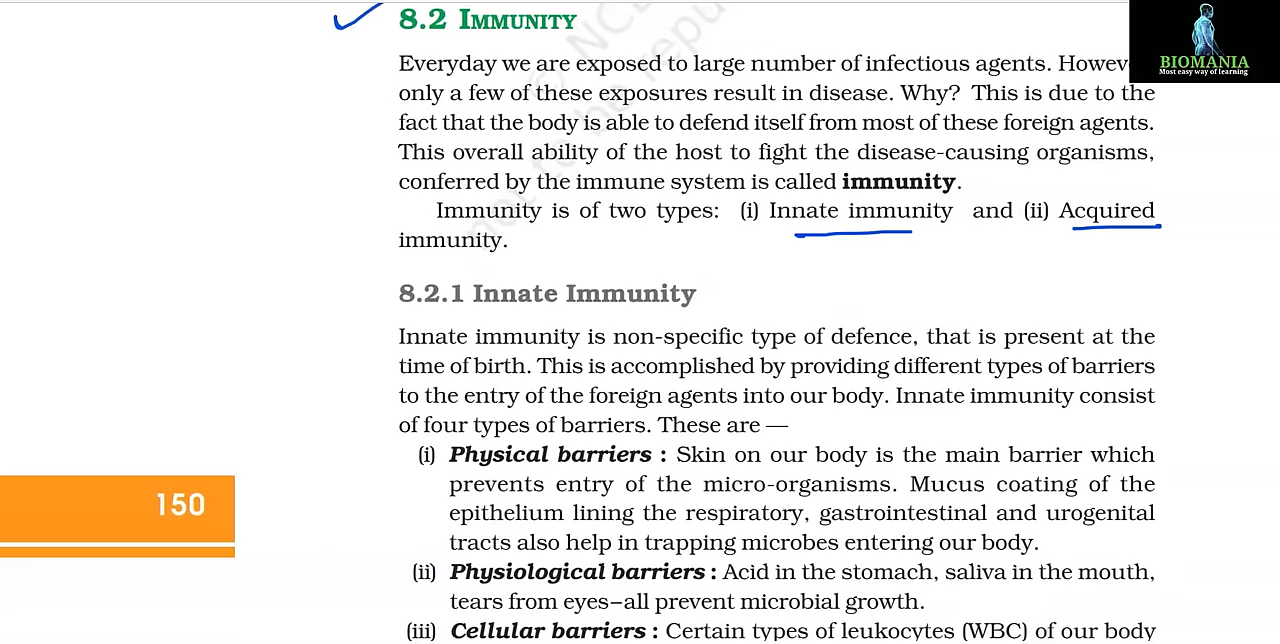 8.2 IMMUNITY
BIOMANIA
Most easy way of learning
Everyday we are exposed to large number of infectious agents. Howev
only a few of these exposures result in disease. Why? This is due to the
fact that the body is able to defend itself from most of these foreign agents.
This overall ability of the host to fight the disease-causing organisms,
conferred by the immune system is called immunity.
Immunity is of two types: (i) Innate immunity and (ii) Acquired
immunity.
8.2.1 Innate Immunity
Innate immunity is non-specific type of defence, that is present at the
time of birth. This is accomplished by providing different types of barriers
to the entry of the foreign agents into our body. Innate immunity consist
of four types of barriers. These are —
(i) Physical barriers : Skin on our body is the main barrier which
prevents entry of the micro-organisms. Mucus coating of the
epithelium lining the respiratory, gastrointestinal and urogenital
tracts also help in trapping microbes entering our body.
150
(ii) Physiological barriers : Acid in the stomach, saliva in the mouth,
tears from eyes–all prevent microbial growth.
(iii) Cellular barriers : Certain types of leukocytes (WBC) of our body